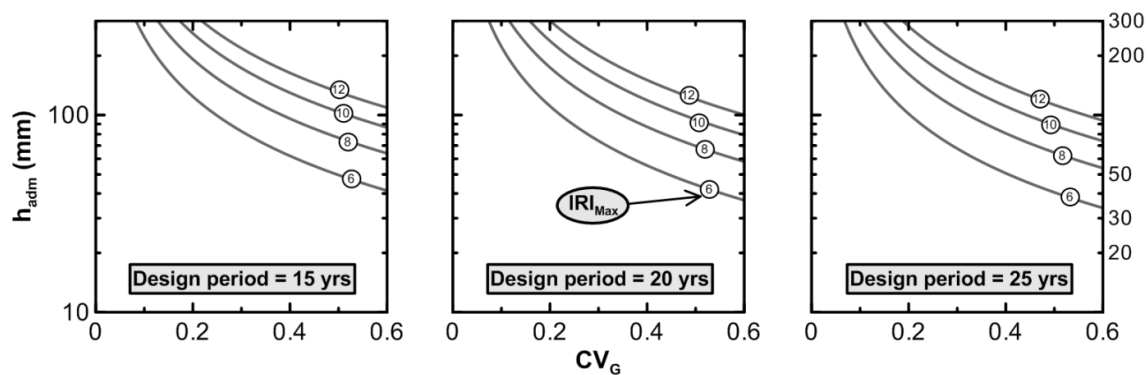 300
200
12
12
12
100
10
10
10
8
8
8
50
6
6
6
h_adm (mm)
IRI_Max
30
20
Design period = 15 yrs
Design period = 20 yrs
Design period = 25 yrs
10
0 0.2 0.4 0.6
0 0.2 0.4 0.6
0 0.2 0.4 0.6
CV_G